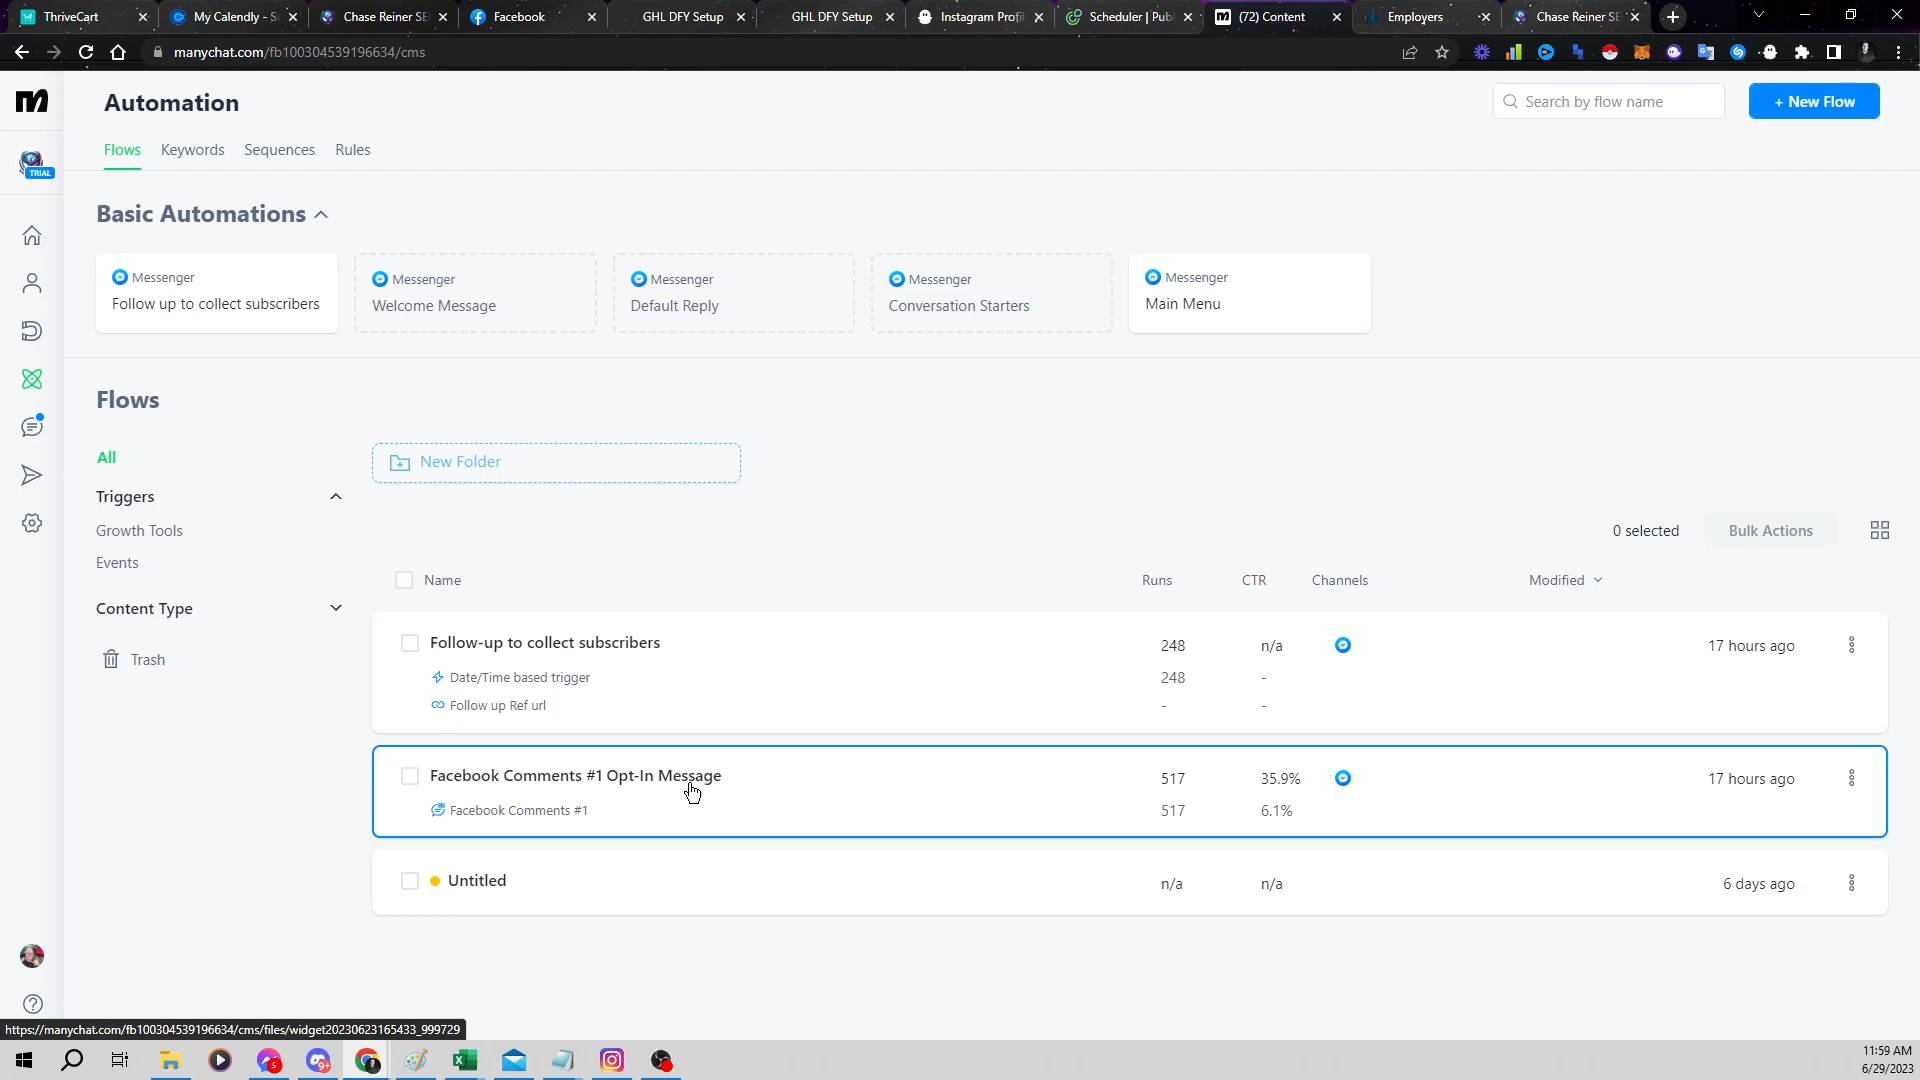 ThriveCart
My Calendly - S
Chase Reiner SE
Facebook
GHL DFY Setup
GHL DFY Setup
Instagram Profil
Scheduler | Publ
(72) Content
Employers
Chase Reiner SE
manychat.com/fb100304539196634/cms
Automation
Search by flow name
+ New Flow
Flows
Keywords
Sequences
Rules
TRIAL
Basic Automations
Messenger
Follow up to collect subscribers
Messenger
Welcome Message
Messenger
Default Reply
Messenger
Conversation Starters
Messenger
Main Menu
Flows
All
New Folder
Triggers
Growth Tools
Events
Content Type
Trash
0 selected
Bulk Actions
Name
Runs
CTR
Channels
Modified
Follow-up to collect subscribers
248
n/a
17 hours ago
Date/Time based trigger
248
-
Follow up Ref url
-
-
Facebook Comments #1 Opt-In Message
517
35.9%
17 hours ago
Facebook Comments #1
517
6.1%
Untitled
n/a
n/a
6 days ago
https://manychat.com/fb100304539196634/cms/files/widget20230623165433_999729
5
9+
11:59 AM
6/29/2023